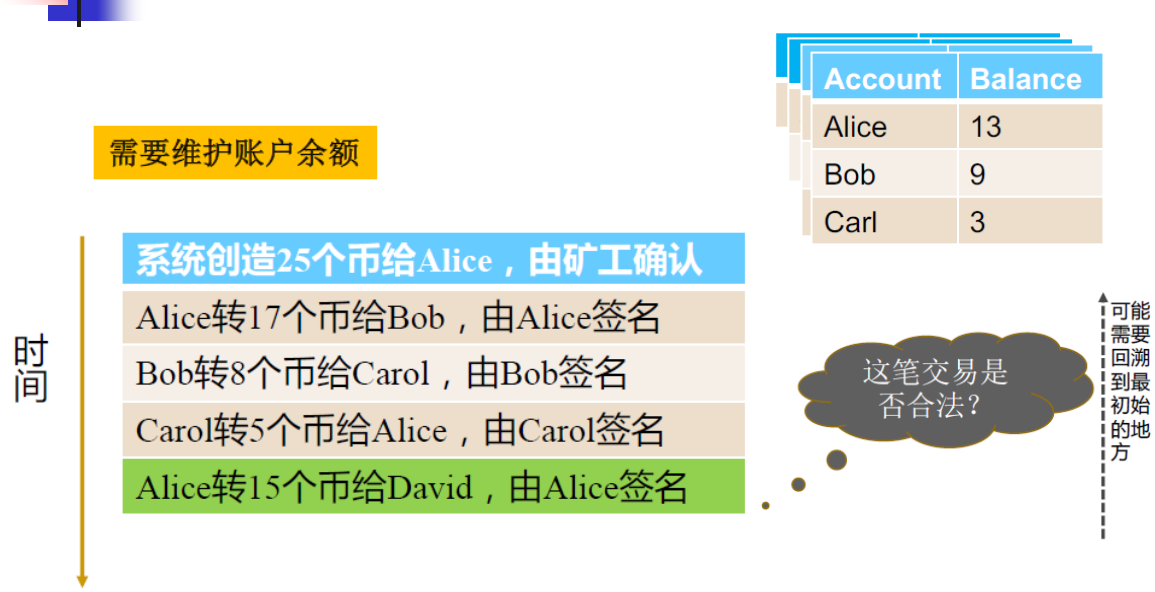 Account Balance
Alice 13
Bob 9
Carl 3
需要维护账户余额
时间
系统创造25个币给Alice，由矿工确认
Alice转17个币给Bob，由Alice签名
Bob转8个币给Carol，由Bob签名
Carol转5个币给Alice，由Carol签名
Alice转15个币给David，由Alice签名
这笔交易是
否合法？
可能
需要
回溯
到最
初始
的地
方